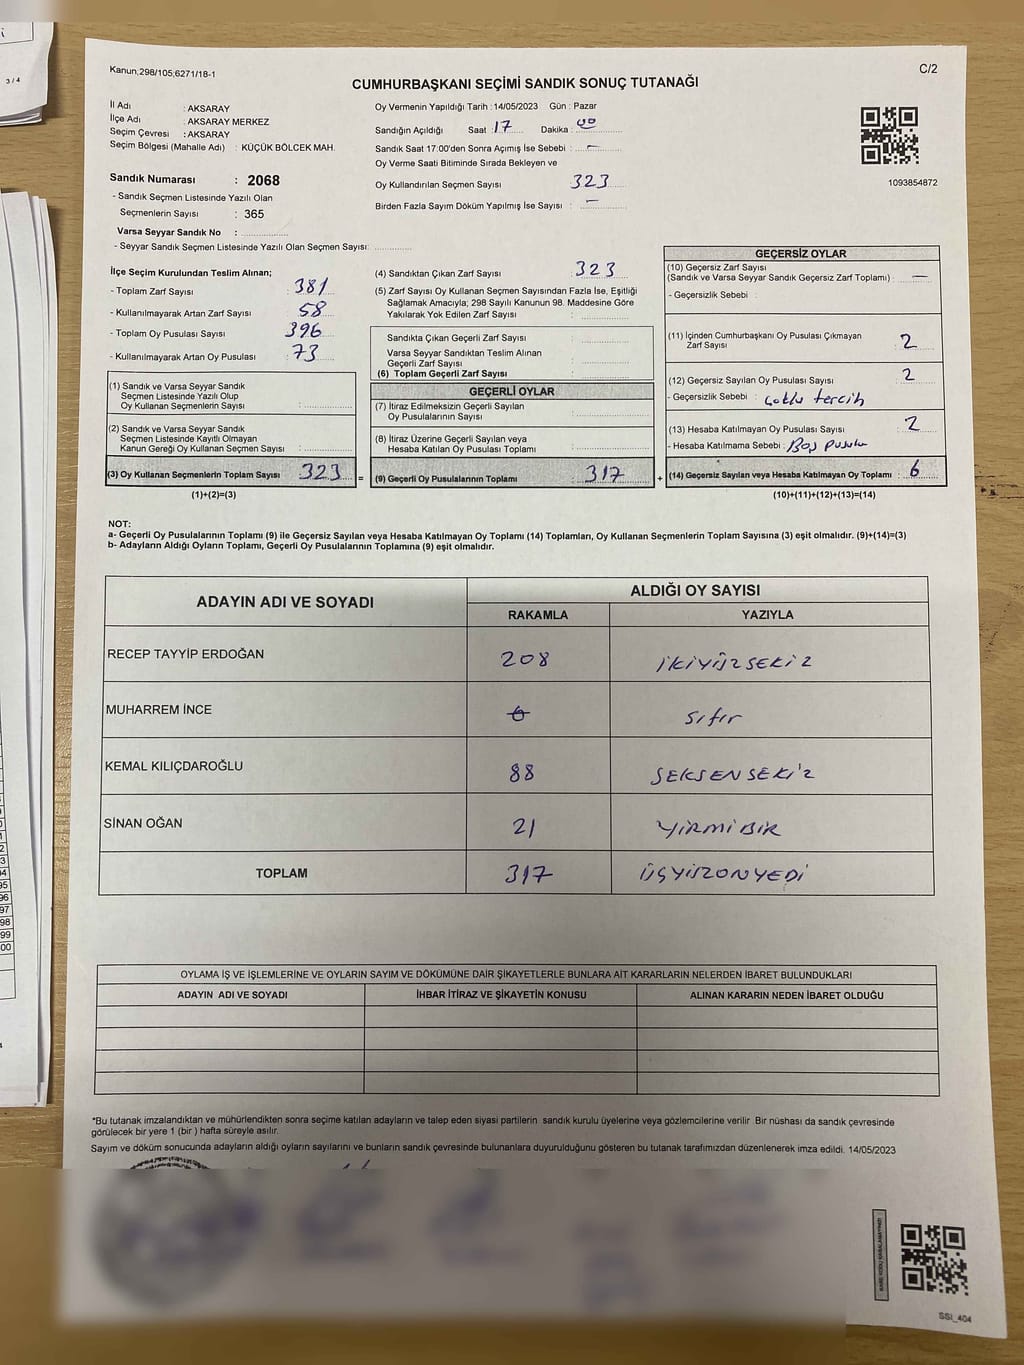 Kanun;298/105;6271/18-1
C/2
3 / 4
CUMHURBAŞKANI SEÇİMİ SANDIK SONUÇ TUTANAĞI
İl Adı : AKSARAY
İlçe Adı : AKSARAY MERKEZ
Seçim Çevresi : AKSARAY
Seçim Bölgesi (Mahalle Adı) : KÜÇÜK BÖLCEK MAH.
Sandık Numarası : 2068
- Sandık Seçmen Listesinde Yazılı Olan
Seçmenlerin Sayısı : 365
Varsa Seyyar Sandık No :
- Seyyar Sandık Seçmen Listesinde Yazılı Olan Seçmen Sayısı:
Oy Vermenin Yapıldığı Tarih :14/05/2023 Gün : Pazar
Sandığın Açıldığı Saat : 17 Dakika : 00
Sandık Saat 17:00'den Sonra Açımış İse Sebebi : —
Oy Verme Saati Bitiminde Sırada Bekleyen ve
Oy Kullandırılan Seçmen Sayısı 323
Birden Fazla Sayım Döküm Yapılmış İse Sayısı : —
1093854872
İlçe Seçim Kurulundan Teslim Alınan;
- Toplam Zarf Sayısı : 381
- Kullanılmayarak Artan Zarf Sayısı : 58
- Toplam Oy Pusulası Sayısı : 396
- Kullanılmayarak Artan Oy Pusulası : 73
(1) Sandık ve Varsa Seyyar Sandık
Seçmen Listesinde Yazılı Olup
Oy Kullanan Seçmenlerin Sayısı :
(2) Sandık ve Varsa Seyyar Sandık
Seçmen Listesinde Kayıtlı Olmayan
Kanun Gereği Oy Kullanan Seçmen Sayısı :
(3) Oy Kullanan Seçmenlerin Toplam Sayısı : 323 =
(1)+(2)=(3)
(4) Sandıktan Çıkan Zarf Sayısı : 323
(5) Zarf Sayısı Oy Kullanan Seçmen Sayısından Fazla İse, Eşitliği
Sağlamak Amacıyla; 298 Sayılı Kanunun 98. Maddesine Göre
Yakılarak Yok Edilen Zarf Sayısı :
Sandıkta Çıkan Geçerli Zarf Sayısı :
Varsa Seyyar Sandıktan Teslim Alınan
Geçerli Zarf Sayısı :
(6) Toplam Geçerli Zarf Sayısı :
GEÇERLİ OYLAR
(7) İtiraz Edilmeksizin Geçerli Sayılan
Oy Pusulalarının Sayısı :
(8) İtiraz Üzerine Geçerli Sayılan veya
Hesaba Katılan Oy Pusulası Toplamı :
(9) Geçerli Oy Pusulalarının Toplamı : 317 +
GEÇERSİZ OYLAR
(10) Geçersiz Zarf Sayısı
(Sandık ve Varsa Seyyar Sandık Geçersiz Zarf Toplamı) : —
- Geçersizlik Sebebi :
(11) İçinden Cumhurbaşkanı Oy Pusulası Çıkmayan
Zarf Sayısı : 2
(12) Geçersiz Sayılan Oy Pusulası Sayısı : 2
- Geçersizlik Sebebi : çoklu tercih
(13) Hesaba Katılmayan Oy Pusulası Sayısı : 2
- Hesaba Katılmama Sebebi : Boş pusula
(14) Geçersiz Sayılan veya Hesaba Katılmayan Oy Toplamı : 6
(10)+(11)+(12)+(13)=(14)
NOT:
a- Geçerli Oy Pusulalarının Toplamı (9) ile Geçersiz Sayılan veya Hesaba Katılmayan Oy Toplamı (14) Toplamları, Oy Kullanan Seçmenlerin Toplam Sayısına (3) eşit olmalıdır. (9)+(14)=(3)
b- Adayların Aldığı Oyların Toplamı, Geçerli Oy Pusulalarının Toplamına (9) eşit olmalıdır.
ADAYIN ADI VE SOYADI ALDIĞI OY SAYISI
RAKAMLA YAZIYLA
RECEP TAYYİP ERDOĞAN 208 İKİYÜZSEKİZ
MUHARREM İNCE 0 sıfır
KEMAL KILIÇDAROĞLU 88 SEKSENSEKİZ
SİNAN OĞAN 21 YİRMİBİR
TOPLAM 317 ÜÇYÜZONYEDİ
OYLAMA İŞ VE İŞLEMLERİNE VE OYLARIN SAYIM VE DÖKÜMÜNE DAİR ŞİKAYETLERLE BUNLARA AİT KARARLARIN NELERDEN İBARET BULUNDUKLARI
ADAYIN ADI VE SOYADI İHBAR İTİRAZ VE ŞİKAYETİN KONUSU ALINAN KARARIN NEDEN İBARET OLDUĞU
*Bu tutanak imzalandıktan ve mühürlendikten sonra seçime katılan adayların ve talep eden siyasi partilerin sandık kurulu üyelerine veya gözlemcilerine verilir Bir nüshası da sandık çevresinde
görülecek bir yere 1 (bir ) hafta süreyle asılır.
Sayım ve döküm sonucunda adayların aldığı oyların sayılarını ve bunların sandık çevresinde bulunanlara duyurulduğunu gösteren bu tutanak tarafımızdan düzenlenerek imza edildi. 14/05/2023
SSİ_404